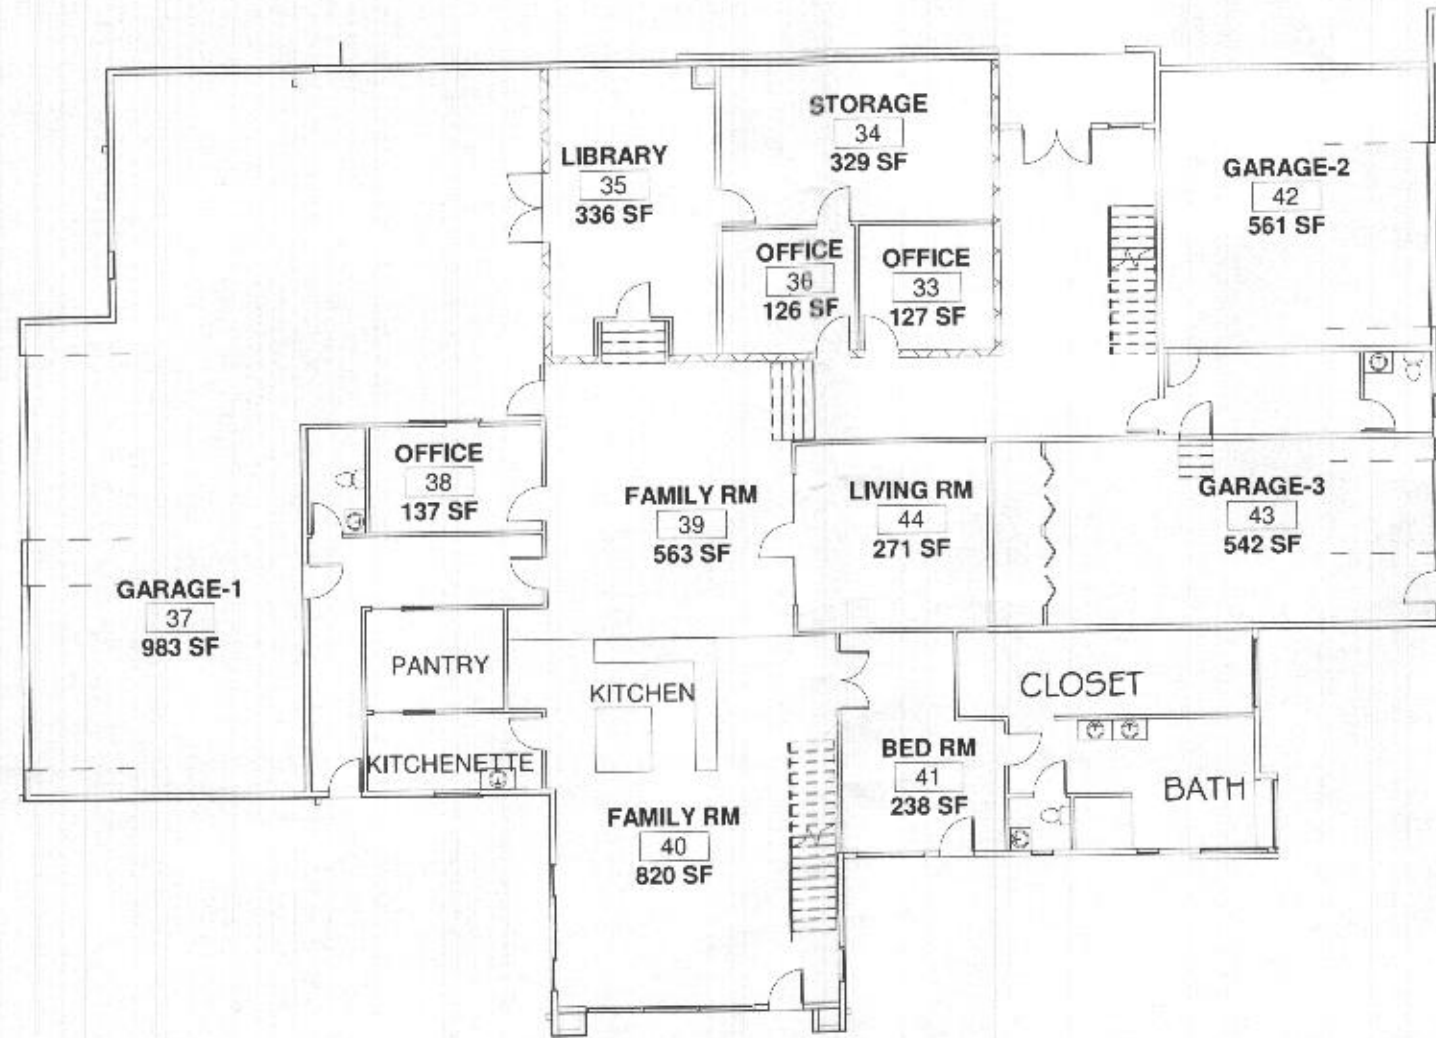 STORAGE
34
329 SF
LIBRARY
35
336 SF
GARAGE-2
42
561 SF
OFFICE
36
126 SF
OFFICE
33
127 SF
OFFICE
38
137 SF
FAMILY RM
39
563 SF
LIVING RM
44
271 SF
GARAGE-3
43
542 SF
GARAGE-1
37
983 SF
PANTRY
KITCHEN
CLOSET
KITCHENETTE
BED RM
41
238 SF
BATH
FAMILY RM
40
820 SF